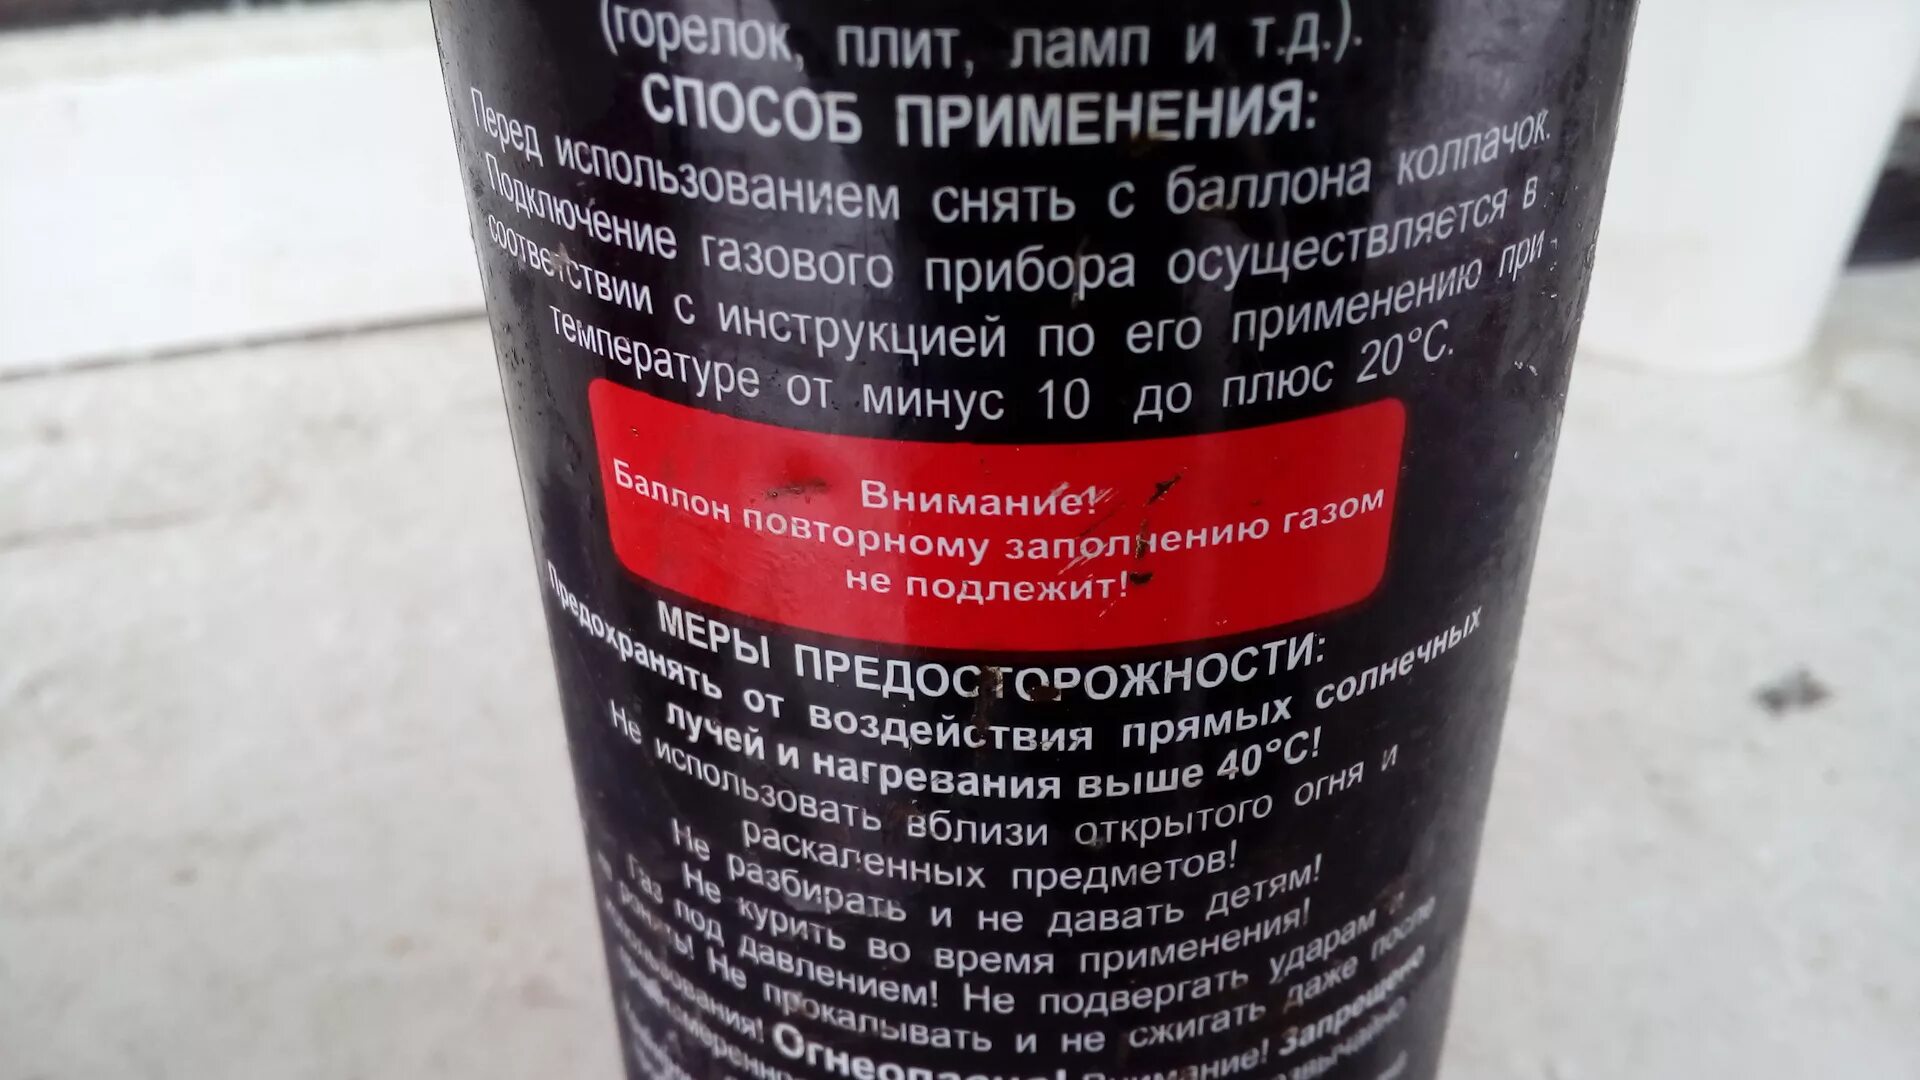 (горелок, плит, ламп и т.д.).
СПОСОБ ПРИМЕНЕНИЯ:
Перед использованием снять с баллона колпачок.
Подключение газового прибора осуществляется в
соответствии с инструкцией по его применению при
температуре от минус 10 до плюс 20°С.
Внимание!
Баллон повторному заполнению газом
не подлежит!
МЕРЫ ПРЕДОСТОРОЖНОСТИ:
Предохранять от воздействия прямых солнечных
лучей и нагревания выше 40°С!
Не использовать вблизи открытого огня и
раскаленных предметов!
Не разбирать и не давать детям!
Не курить во время применения!
Газ под давлением! Не подвергать ударам и
не ронять! Не прокалывать и не сжигать даже после
использования! Огнеопасно! Внимание! Запрещено